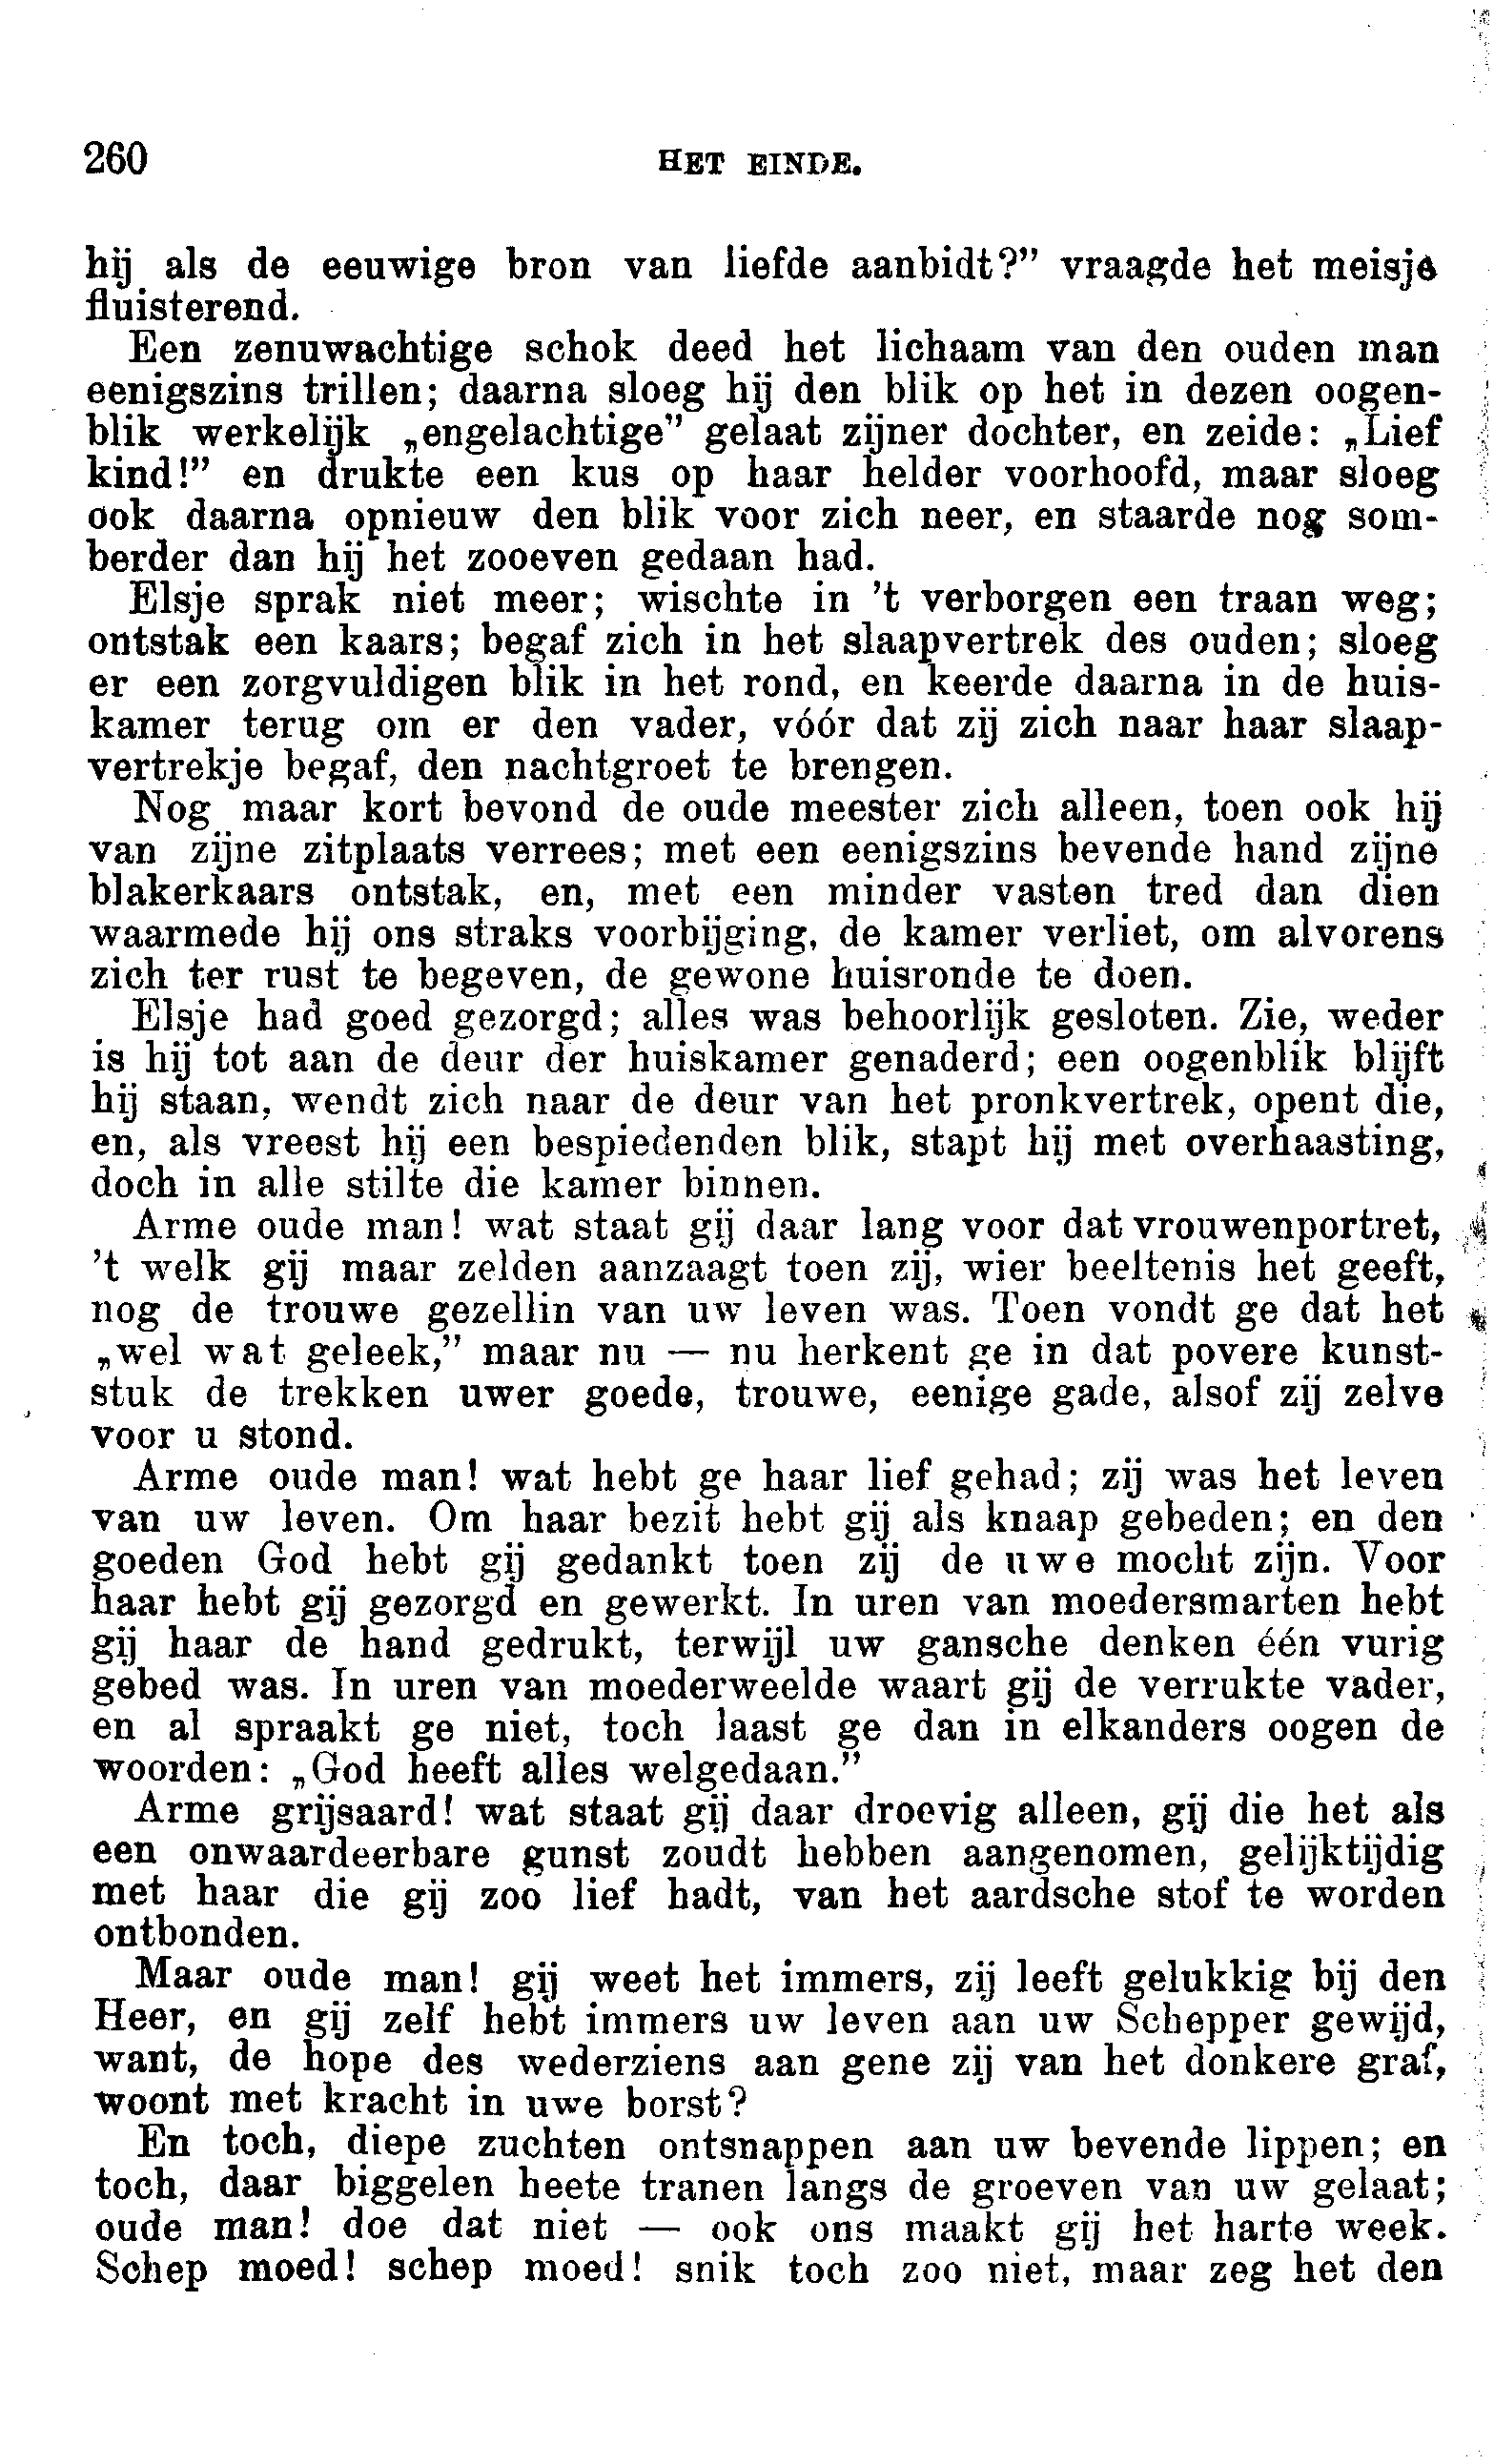 260 HET EINDE.
hij als de eeuwige bron van liefde aanbidt?” vraagde het meisje
fluisterend.
Een zenuwachtige schok deed het lichaam van den ouden man
eenigszins trillen; daarna sloeg hij den blik op het in dezen oogen-
blik werkelijk „engelachtige” gelaat zijner dochter, en zeide: „Lief
kind!” en drukte een kus op haar helder voorhoofd, maar sloeg
ook daarna opnieuw den blik voor zich neer, en staarde nog som-
berder dan hij het zooeven gedaan had.
Elsje sprak niet meer; wischte in 't verborgen een traan weg;
ontstak een kaars; begaf zich in het slaapvertrek des ouden; sloeg
er een zorgvuldigen blik in het rond, en keerde daarna in de huis-
kamer terug om er den vader, vóór dat zij zich naar haar slaap-
vertrekje begaf, den nachtgroet te brengen.
Nog maar kort bevond de oude meester zich alleen, toen ook hij
van zijne zitplaats verrees; met een eenigszins bevende hand zijne
blakerkaars ontstak, en, met een minder vasten tred dan dien
waarmede hij ons straks voorbijging, de kamer verliet, om alvorens
zich ter rust te begeven, de gewone huisronde te doen.
Elsje had goed gezorgd; alles was behoorlijk gesloten. Zie, weder
is hij tot aan de deur der huiskamer genaderd; een oogenblik blijft
hij staan, wendt zich naar de deur van het pronkvertrek, opent die,
en, als vreest hij een bespiedenden blik, stapt hij met overhaasting,
doch in alle stilte die kamer binnen.
Arme oude man! wat staat gij daar lang voor dat vrouwenportret,
't welk gij maar zelden aanzaagt toen zij, wier beeltenis het geeft,
nog de trouwe gezellin van uw leven was. Toen vondt ge dat het
„wel wat geleek,” maar nu — nu herkent ge in dat povere kunst-
stuk de trekken uwer goede, trouwe, eenige gade, alsof zij zelve
voor u stond.
Arme oude man! wat hebt ge haar lief gehad; zij was het leven
van uw leven. Om haar bezit hebt gij als knaap gebeden; en den
goeden God hebt gij gedankt toen zij de uwe mocht zijn. Voor
haar hebt gij gezorgd en gewerkt. In uren van moedersmarten hebt
gij haar de hand gedrukt, terwijl uw gansche denken één vurig
gebed was. In uren van moederweelde waart gij de verrukte vader,
en al spraakt ge niet, toch laast ge dan in elkanders oogen de
woorden: „God heeft alles welgedaan.”
Arme grijsaard! wat staat gij daar droevig alleen, gij die het als
een onwaardeerbare gunst zoudt hebben aangenomen, gelijktijdig
met haar die gij zoo lief hadt, van het aardsche stof te worden
ontbonden.
Maar oude man! gij weet het immers, zij leeft gelukkig bij den
Heer, en gij zelf hebt immers uw leven aan uw Schepper gewijd,
want, de hope des wederziens aan gene zij van het donkere graf,
woont met kracht in uwe borst?
En toch, diepe zuchten ontsnappen aan uw bevende lippen; en
toch, daar biggelen heete tranen langs de groeven van uw gelaat;
oude man! doe dat niet — ook ons maakt gij het harte week.
Schep moed! schep moed! snik toch zoo niet, maar zeg het den